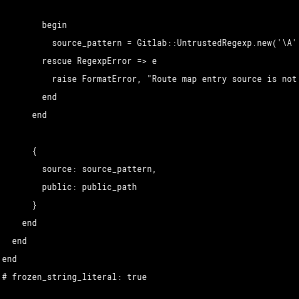 begin
source_pattern = Gitlab::UntrustedRegexp.new('\A'
rescue RegexpError => e
raise FormatError, "Route map entry source is not
end
end
{
source: source_pattern,
public: public_path
}
end
end
end
# frozen_string_literal: true